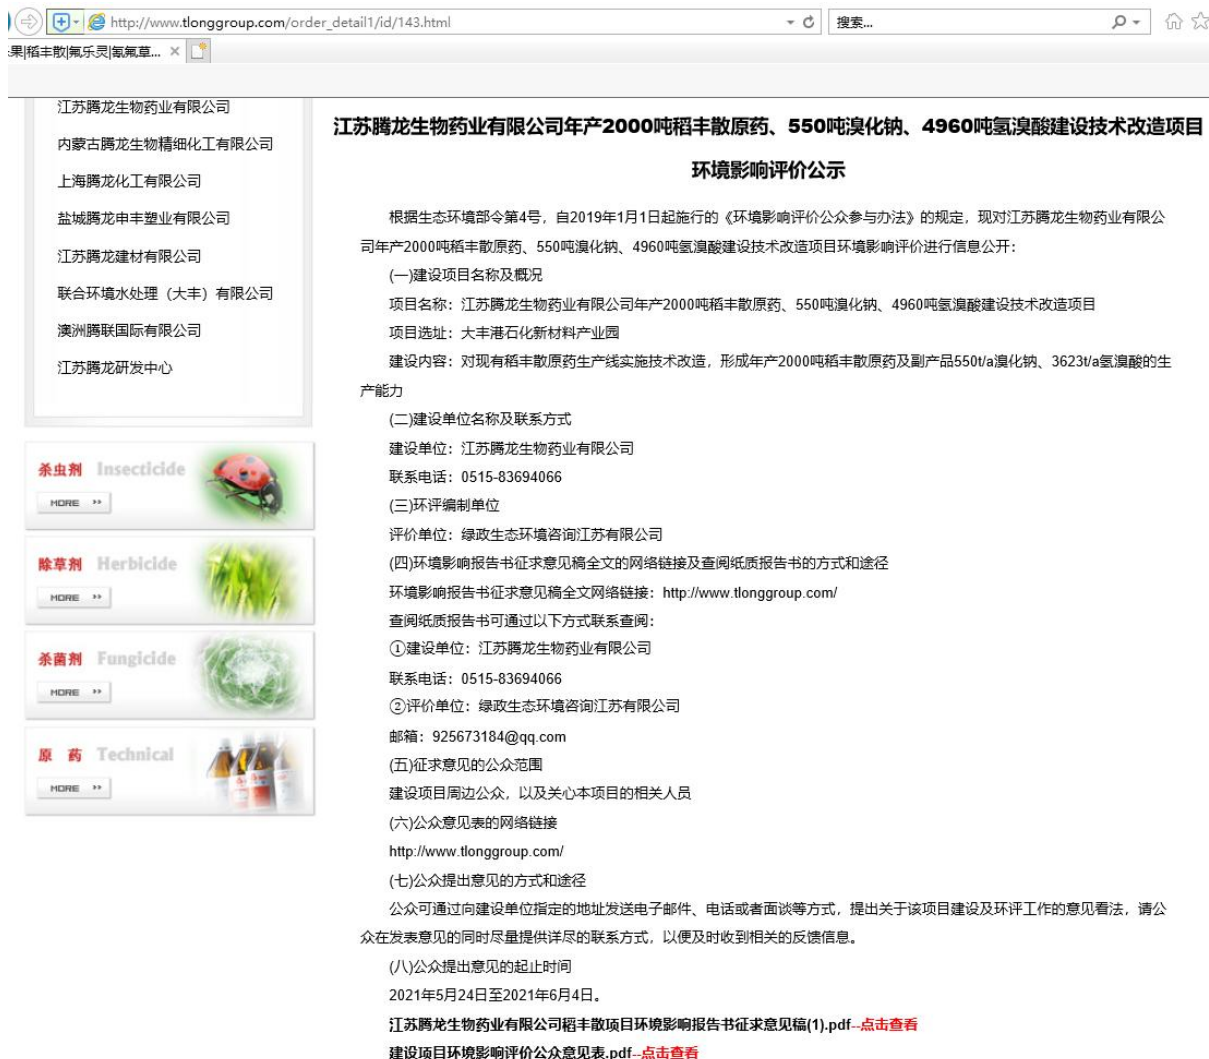 http://www.tlonggroup.com/order_detail1/id/143.html
搜索...
果|稻丰散|氟乐灵|氰氟草...
江苏腾龙生物药业有限公司
内蒙古腾龙生物精细化工有限公司
上海腾龙化工有限公司
盐城腾龙申丰塑业有限公司
江苏腾龙建材有限公司
联合环境水处理（大丰）有限公司
澳洲腾联国际有限公司
江苏腾龙研发中心
杀虫剂 Insecticide
MORE >>
除草剂 Herbicide
MORE >>
杀菌剂 Fungicide
MORE >>
原 药 Technical
MORE >>
江苏腾龙生物药业有限公司年产2000吨稻丰散原药、550吨溴化钠、4960吨氢溴酸建设技术改造项目
环境影响评价公示
根据生态环境部令第4号，自2019年1月1日起施行的《环境影响评价公众参与办法》的规定，现对江苏腾龙生物药业有限公
司年产2000吨稻丰散原药、550吨溴化钠、4960吨氢溴酸建设技术改造项目环境影响评价进行信息公开：
(一)建设项目名称及概况
项目名称：江苏腾龙生物药业有限公司年产2000吨稻丰散原药、550吨溴化钠、4960吨氢溴酸建设技术改造项目
项目选址：大丰港石化新材料产业园
建设内容：对现有稻丰散原药生产线实施技术改造，形成年产2000吨稻丰散原药及副产品550t/a溴化钠、3623t/a氢溴酸的生
产能力
(二)建设单位名称及联系方式
建设单位：江苏腾龙生物药业有限公司
联系电话：0515-83694066
(三)环评编制单位
评价单位：绿政生态环境咨询江苏有限公司
(四)环境影响报告书征求意见稿全文的网络链接及查阅纸质报告书的方式和途径
环境影响报告书征求意见稿全文网络链接：http://www.tlonggroup.com/
查阅纸质报告书可通过以下方式联系查阅：
①建设单位：江苏腾龙生物药业有限公司
联系电话：0515-83694066
②评价单位：绿政生态环境咨询江苏有限公司
邮箱：925673184@qq.com
(五)征求意见的公众范围
建设项目周边公众，以及关心本项目的相关人员
(六)公众意见表的网络链接
http://www.tlonggroup.com/
(七)公众提出意见的方式和途径
公众可通过向建设单位指定的地址发送电子邮件、电话或者面谈等方式，提出关于该项目建设及环评工作的意见看法，请公
众在发表意见的同时尽量提供详尽的联系方式，以便及时收到相关的反馈信息。
(八)公众提出意见的起止时间
2021年5月24日至2021年6月4日。
江苏腾龙生物药业有限公司稻丰散项目环境影响报告书征求意见稿(1).pdf--点击查看
建设项目环境影响评价公众意见表.pdf--点击查看